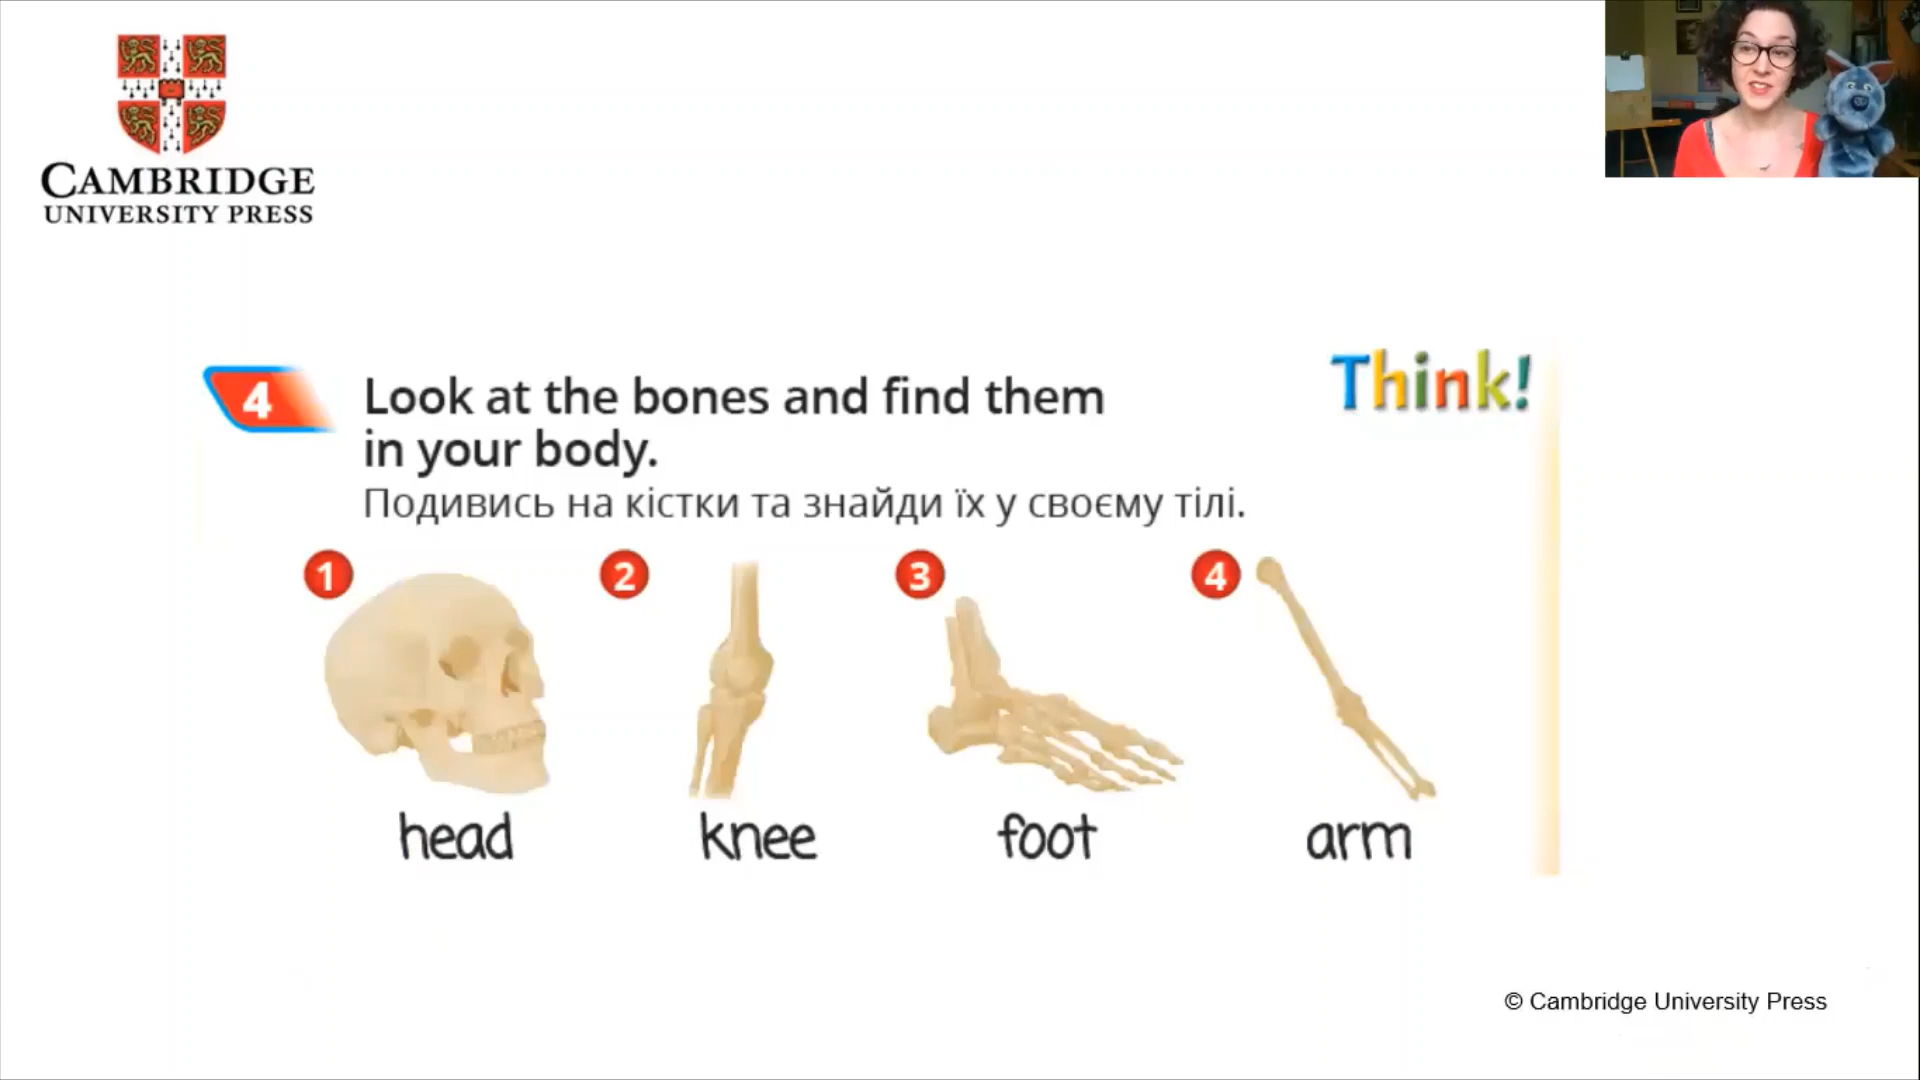 CAMBRIDGE
UNIVERSITY PRESS
4
Look at the bones and find them
in your body.
Think!
Подивись на кістки та знайди їх у своєму тілі.
1 2 3 4
head knee foot arm
© Cambridge University Press